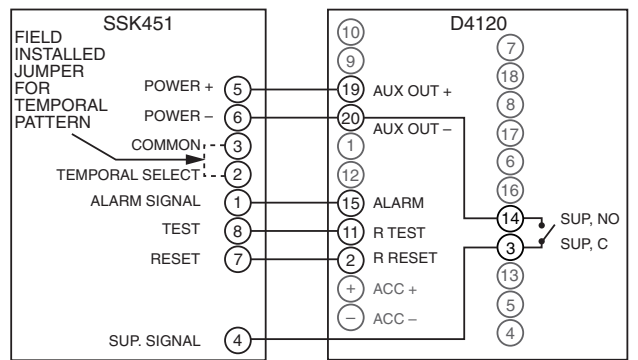 SSK451
FIELD
INSTALLED
JUMPER
FOR
TEMPORAL
PATTERN
POWER + 5
POWER – 6
COMMON 3
TEMPORAL SELECT 2
ALARM SIGNAL 1
TEST 8
RESET 7
SUP. SIGNAL 4
D4120
10
9
19 AUX OUT +
20 AUX OUT –
1
12
15 ALARM
11 R TEST
2 R RESET
+ ACC +
– ACC –
7
18
8
17
6
16
14 SUP, NO
3 SUP, C
13
5
4